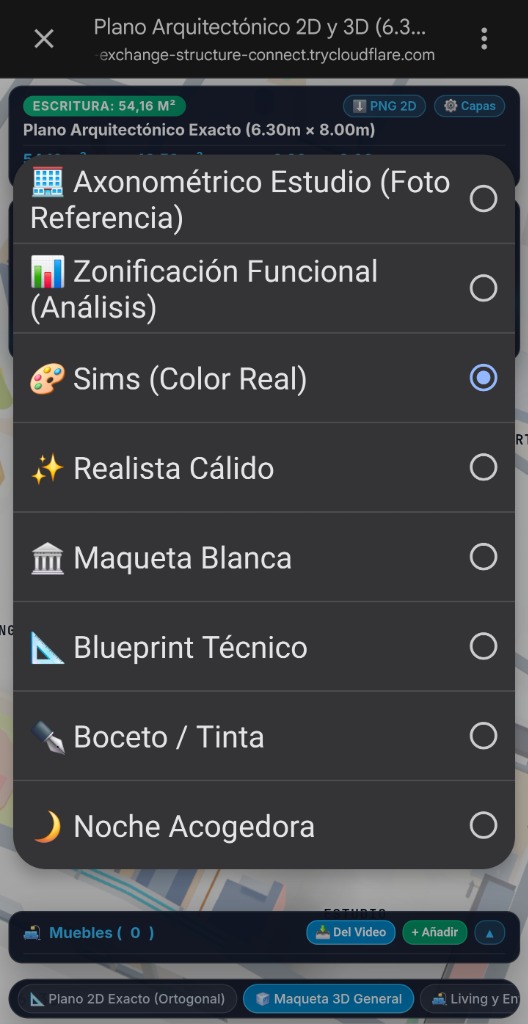 Plano Arquitectónico 2D y 3D (6.3...
-exchange-structure-connect.trycloudflare.com
ESCRITURA: 54,16 M²
PNG 2D
Capas
Plano Arquitectónico Exacto (6.30m × 8.00m)
Axonométrico Estudio (Foto
Referencia)
Zonificación Funcional
(Análisis)
Sims (Color Real)
Realista Cálido
Maqueta Blanca
Blueprint Técnico
Boceto / Tinta
Noche Acogedora
ESTUDIO
Muebles ( 0 )
Del Video
+ Añadir
Plano 2D Exacto (Ortogonal)
Maqueta 3D General
Living y En